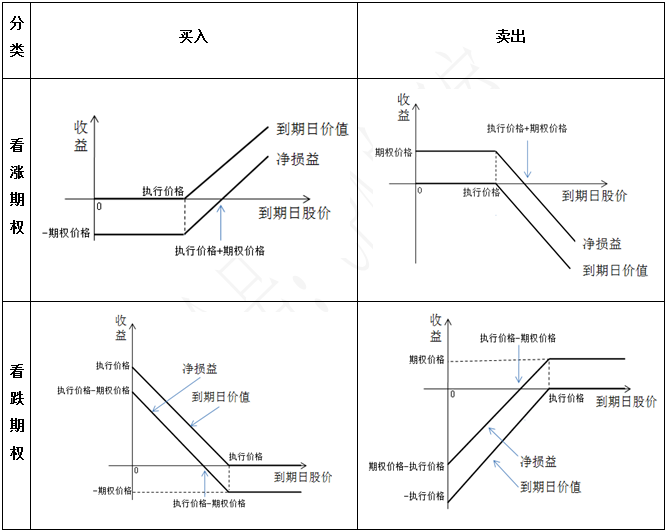 分类
买入
卖出
看涨期权
收益
到期日价值
净损益
执行价格
0
到期日股价
-期权价格
执行价格+期权价格
收益
执行价格+期权价格
期权价格
0
执行价格
到期日股价
净损益
到期日价值
看跌期权
收益
执行价格
净损益
执行价格-期权价格
到期日价值
执行价格
0
到期日股价
-期权价格
执行价格-期权价格
收益
执行价格-期权价格
期权价格
0
执行价格
到期日股价
期权价格-执行价格
净损益
到期日价值
-执行价格